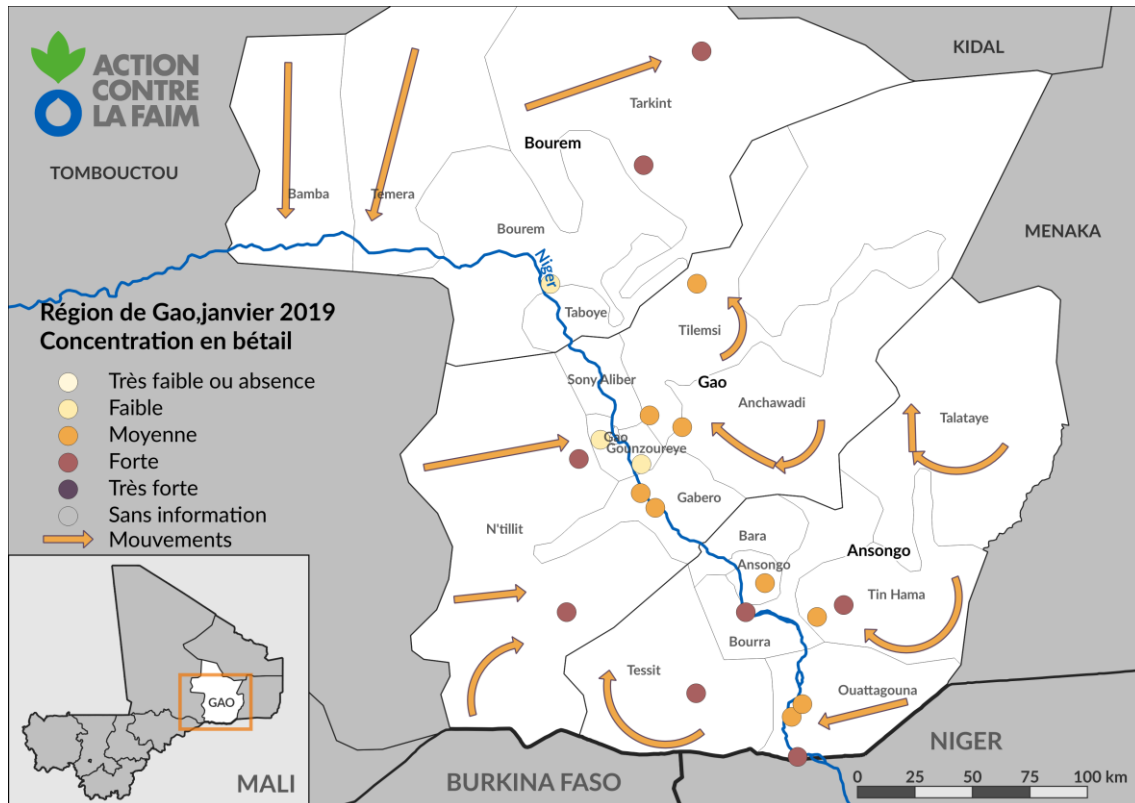 ACTION
CONTRE
LA FAIM
TOMBOUCTOU
KIDAL
MENAKA
Tarkint
Bourem
Bamba
Temera
Bourem
Niger
Taboye
Tilemsi
Sony Aliber
Gao
Anchawadi
Talataye
Gao
Gounzoureye
Gabero
N'tillit
Bara
Ansongo
Ansongo
Tin Hama
Bourra
Tessit
Ouattagouna
Région de Gao,janvier 2019
Concentration en bétail
Très faible ou absence
Faible
Moyenne
Forte
Très forte
Sans information
Mouvements
GAO
MALI
BURKINA FASO
NIGER
0 25 50 75 100 km